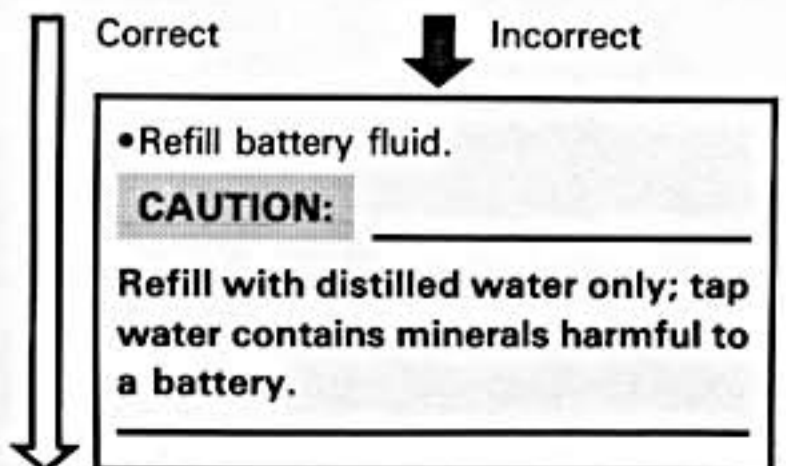 Correct Incorrect
•Refill battery fluid.
CAUTION:
Refill with distilled water only; tap
water contains minerals harmful to
a battery.